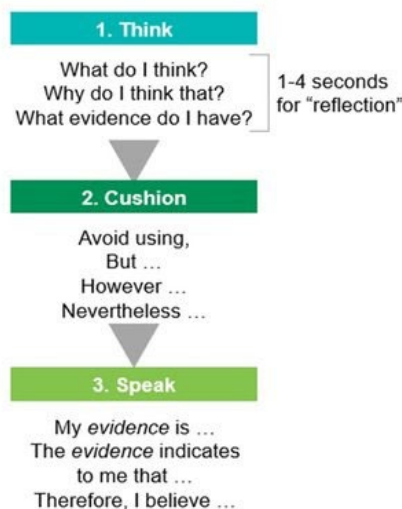 1. Think
What do I think?
Why do I think that?
What evidence do I have?
1-4 seconds
for “reflection”
2. Cushion
Avoid using,
But ...
However ...
Nevertheless ...
3. Speak
My evidence is ...
The evidence indicates
to me that ...
Therefore, I believe ...